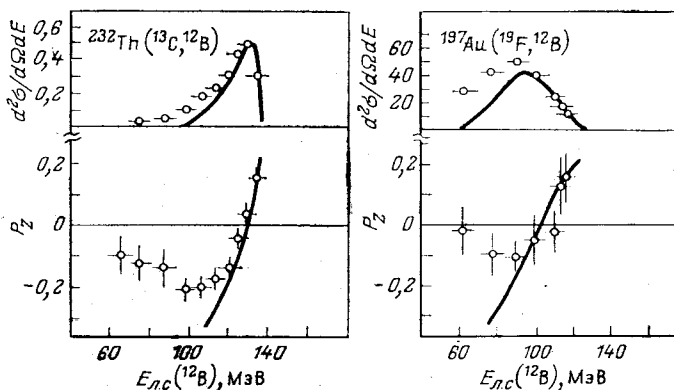 ²³²Th(¹³C,¹²B)
d²σ/dΩdE
0,6
0,4
0,2
P_Z
0,2
0
-0,2
60
100
140
E_л.с(¹²B), МэВ
¹⁹⁷Au(¹⁹F,¹²B)
d²σ/dΩdE
60
40
20
P_Z
0,2
0
-0,2
60
100
140
E_л.с(¹²B), МэВ